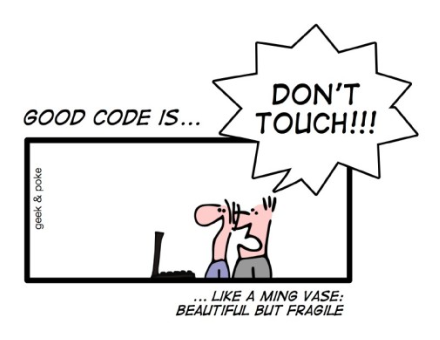 GOOD CODE IS...
DON'T
TOUCH!!!
geek & poke
... LIKE A MING VASE:
BEAUTIFUL BUT FRAGILE